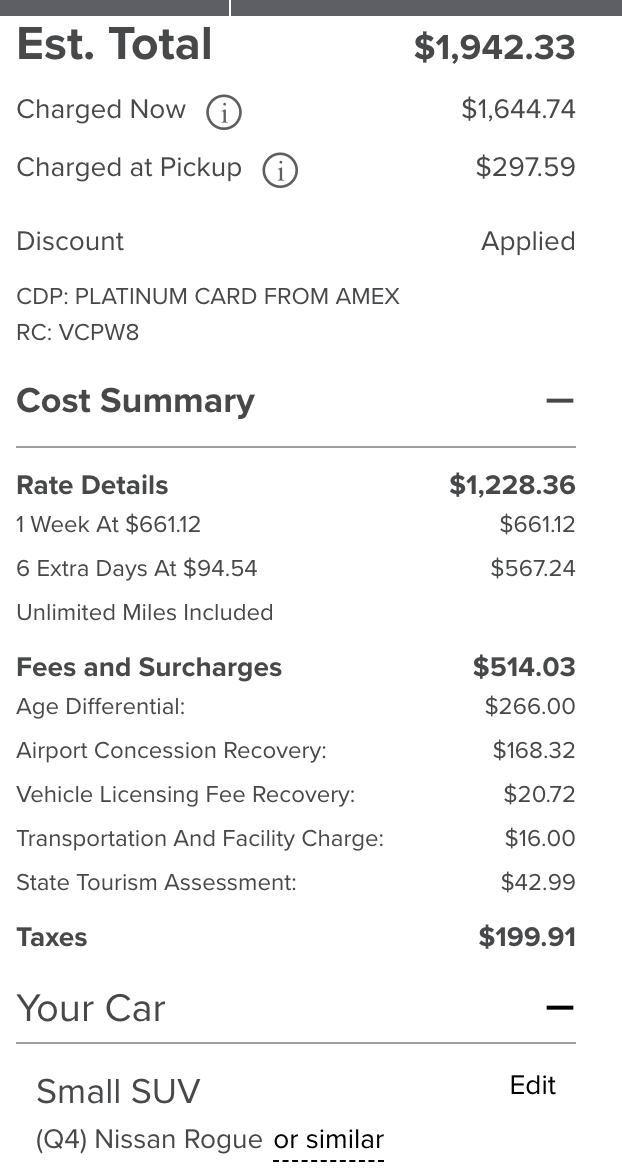 Est. Total $1,942.33
Charged Now i $1,644.74
Charged at Pickup i $297.59
Discount Applied
CDP: PLATINUM CARD FROM AMEX
RC: VCPW8
Cost Summary —
Rate Details $1,228.36
1 Week At $661.12 $661.12
6 Extra Days At $94.54 $567.24
Unlimited Miles Included
Fees and Surcharges $514.03
Age Differential: $266.00
Airport Concession Recovery: $168.32
Vehicle Licensing Fee Recovery: $20.72
Transportation And Facility Charge: $16.00
State Tourism Assessment: $42.99
Taxes $199.91
Your Car —
Small SUV Edit
(Q4) Nissan Rogue or similar